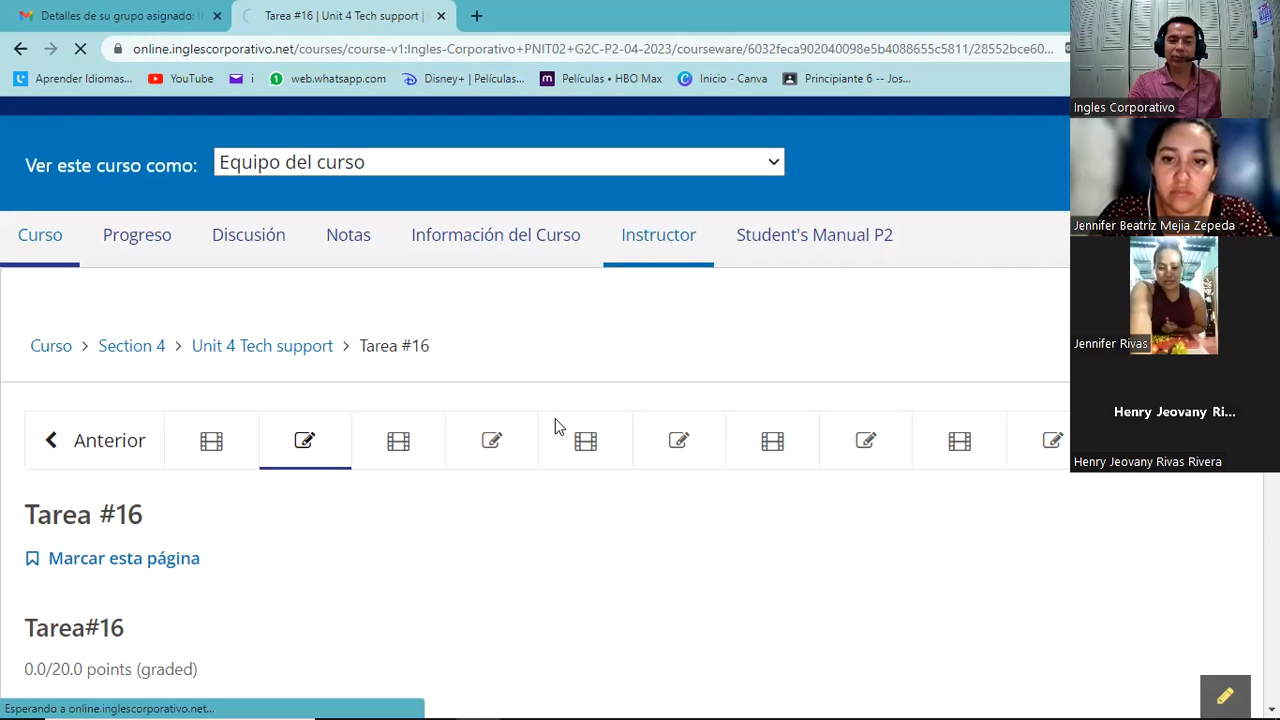 Detalles de su grupo asignado: I
Tarea #16 | Unit 4 Tech support |
online.inglescorporativo.net/courses/course-v1:Ingles-Corporativo+PNIT02+G2C-P2-04-2023/courseware/6032feca902040098e5b406b555c5811/28552bce60...
Aprender Idiomas...
YouTube
i
web.whatsapp.com
Disney+ | Películas...
Películas • HBO Max
Inicio - Canva
Principiante 6 -- Jos...
Ver este curso como:
Equipo del curso
Curso
Progreso
Discusión
Notas
Información del Curso
Instructor
Student's Manual P2
Curso > Section 4 > Unit 4 Tech support > Tarea #16
Anterior
Tarea #16
Marcar esta página
Tarea#16
0.0/20.0 points (graded)
Esperando a online.inglescorporativo.net...
Ingles Corporativo
Jennifer Beatriz Mejia Zepeda
Jennifer Rivas
Henry Jeovany Ri...
Henry Jeovany Rivas Rivera